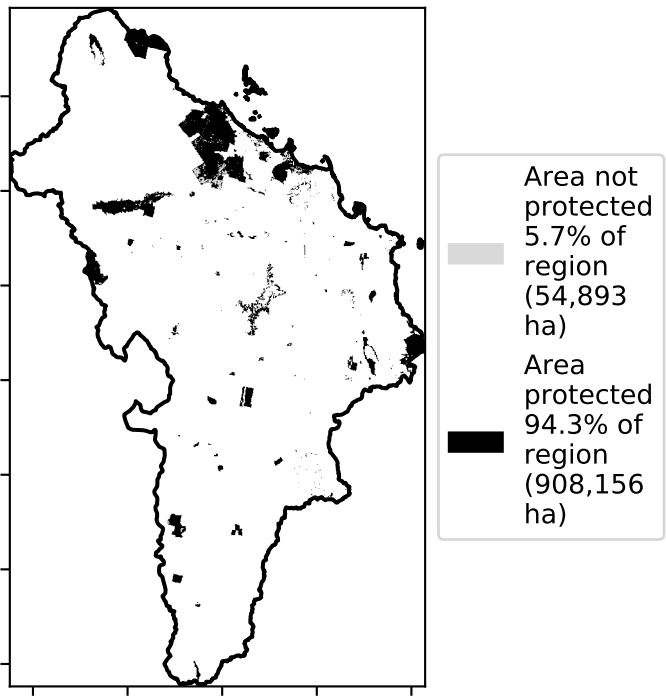 Area not
protected
5.7% of
region
(54,893
ha)
Area
protected
94.3% of
region
(908,156
ha)